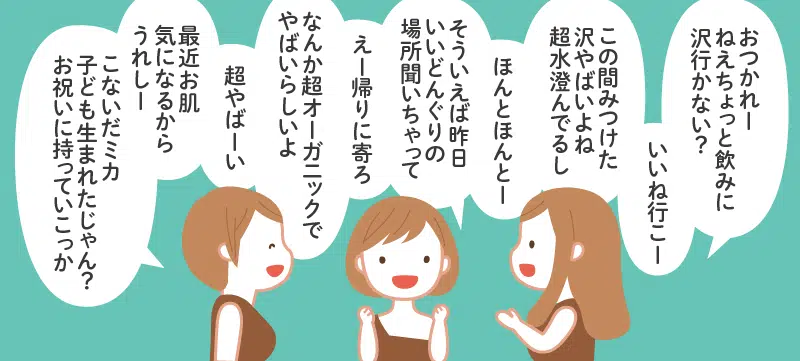 おつかれー
ねえちょっと飲みに
沢行かない？
いいね行こー
この間みつけた
沢やばいよね
超水澄んでるし
ほんとほんとー
そういえば昨日
いいどんぐりの
場所聞いちゃって
えー帰りに寄ろ
なんか超オーガニックで
やばいらしいよ
超やばーい
最近お肌
気になるから
うれしー
こないだミカ
子ども生まれたじゃん？
お祝いに持っていこっか